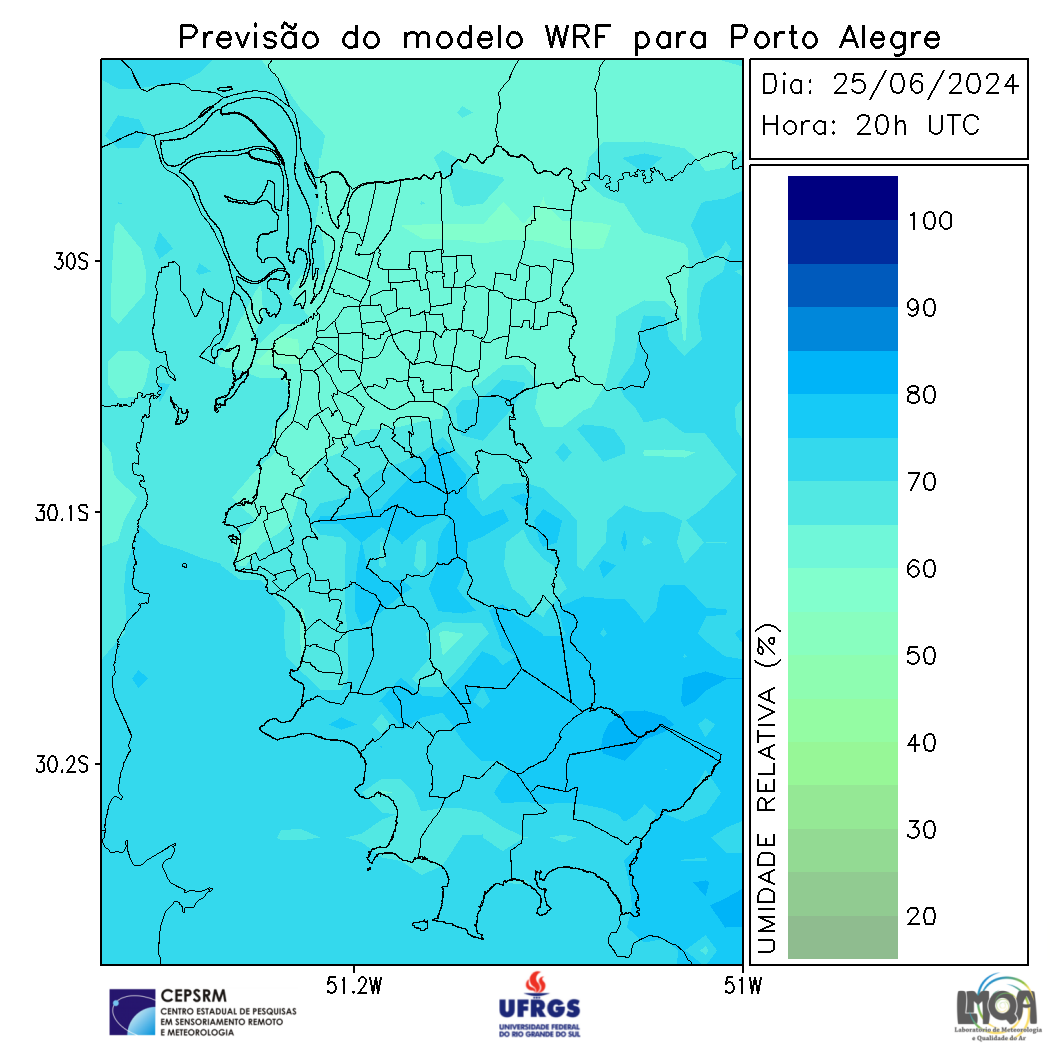 Previsão do modelo WRF para Porto Alegre
Dia: 25/06/2024
Hora: 20h UTC
100
90
80
70
60
50
40
30
20
UMIDADE RELATIVA (%)
30S
30.1S
30.2S
51.2W
51W
CEPSRM
CENTRO ESTADUAL DE PESQUISAS
EM SENSORIAMENTO REMOTO
E METEOROLOGIA
UFRGS
UNIVERSIDADE FEDERAL
DO RIO GRANDE DO SUL
LMQA
Laboratório de Meteorologia
e Qualidade do Ar